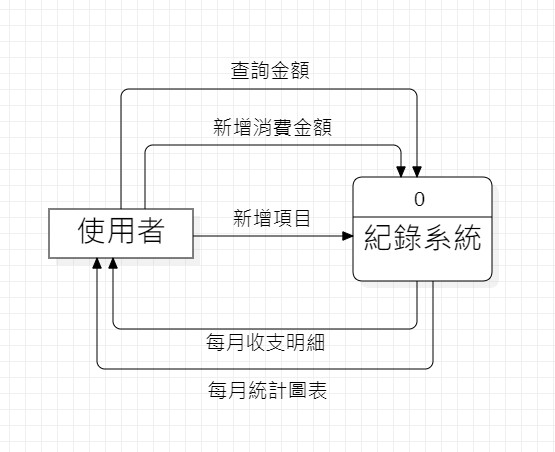 查詢金額
新增消費金額
0
新增項目
使用者
紀錄系統
每月收支明細
每月統計圖表